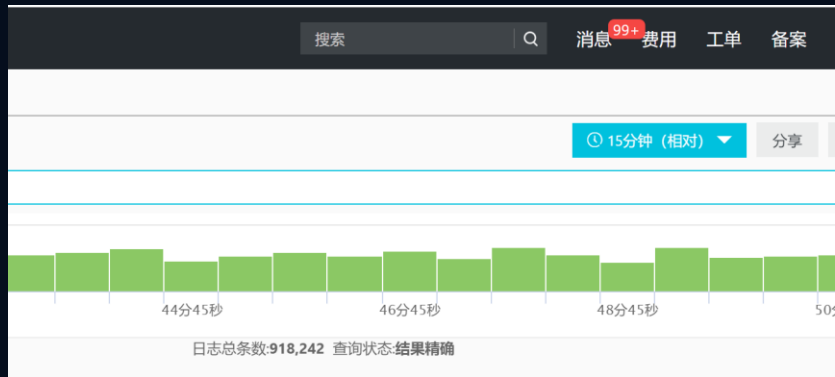 搜索 消息 99+ 费用 工单 备案
15分钟（相对） 分享
44分45秒 46分45秒 48分45秒 50
日志总条数:918,242 查询状态:结果精确